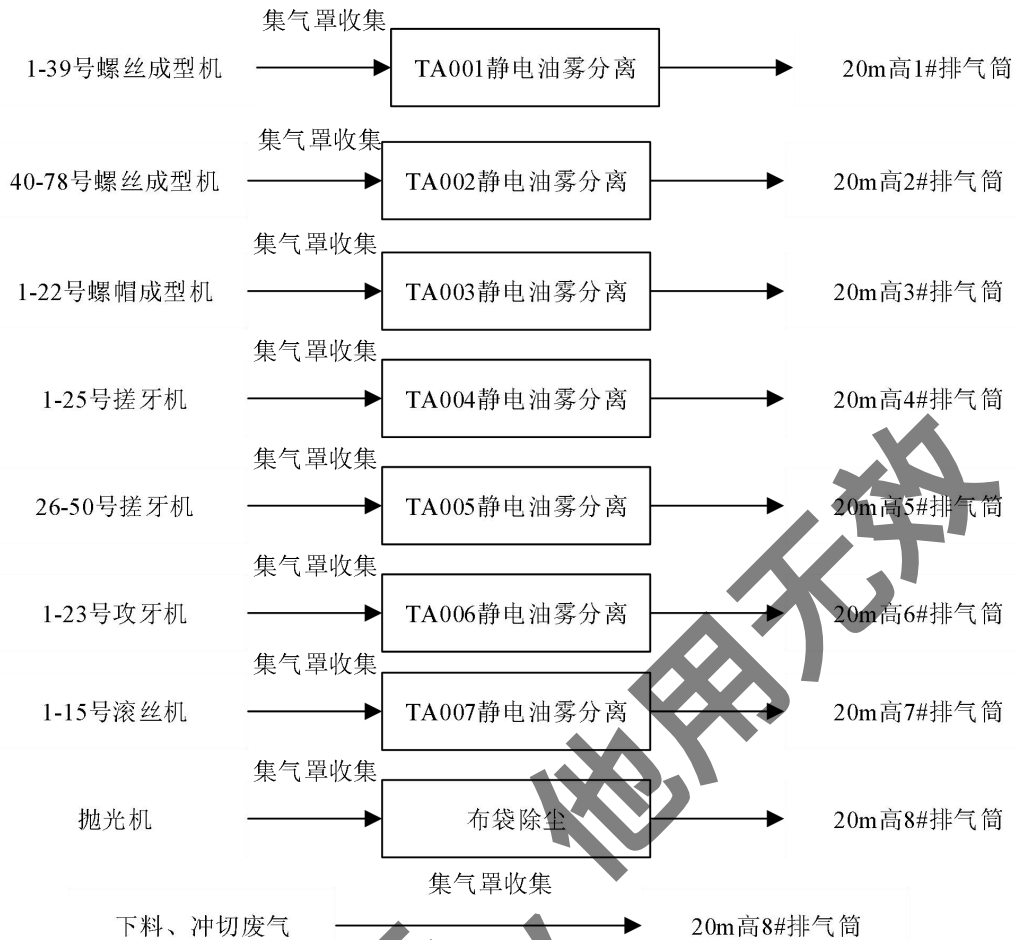 集气罩收集
1-39号螺丝成型机 TA001静电油雾分离 20m高1#排气筒
集气罩收集
40-78号螺丝成型机 TA002静电油雾分离 20m高2#排气筒
集气罩收集
1-22号螺帽成型机 TA003静电油雾分离 20m高3#排气筒
集气罩收集
1-25号搓牙机 TA004静电油雾分离 20m高4#排气筒
集气罩收集
26-50号搓牙机 TA005静电油雾分离 20m高5#排气筒
集气罩收集
1-23号攻牙机 TA006静电油雾分离 20m高6#排气筒
集气罩收集
1-15号滚丝机 TA007静电油雾分离 20m高7#排气筒
集气罩收集
抛光机 布袋除尘 20m高8#排气筒
集气罩收集
下料、冲切废气 20m高8#排气筒
他用无效